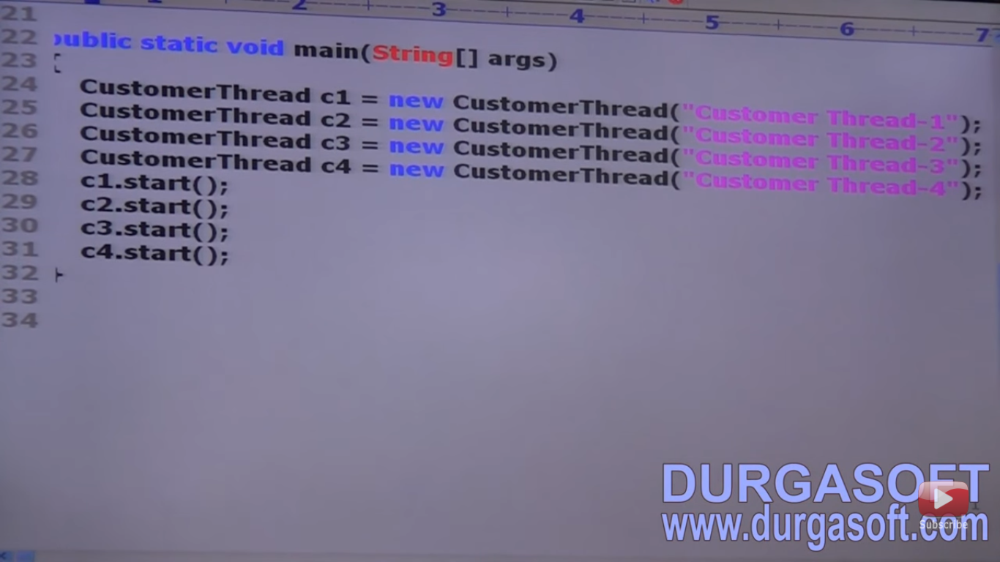 2 3 4 5 6 7
21
22 public static void main(String[] args)
23 {
24 CustomerThread c1 = new CustomerThread("Customer Thread-1");
25 CustomerThread c2 = new CustomerThread("Customer Thread-2");
26 CustomerThread c3 = new CustomerThread("Customer Thread-3");
27 CustomerThread c4 = new CustomerThread("Customer Thread-4");
28 c1.start();
29 c2.start();
30 c3.start();
31 c4.start();
32 }
33
34
DURGASOFT
www.durgasoft.com
Subscribe